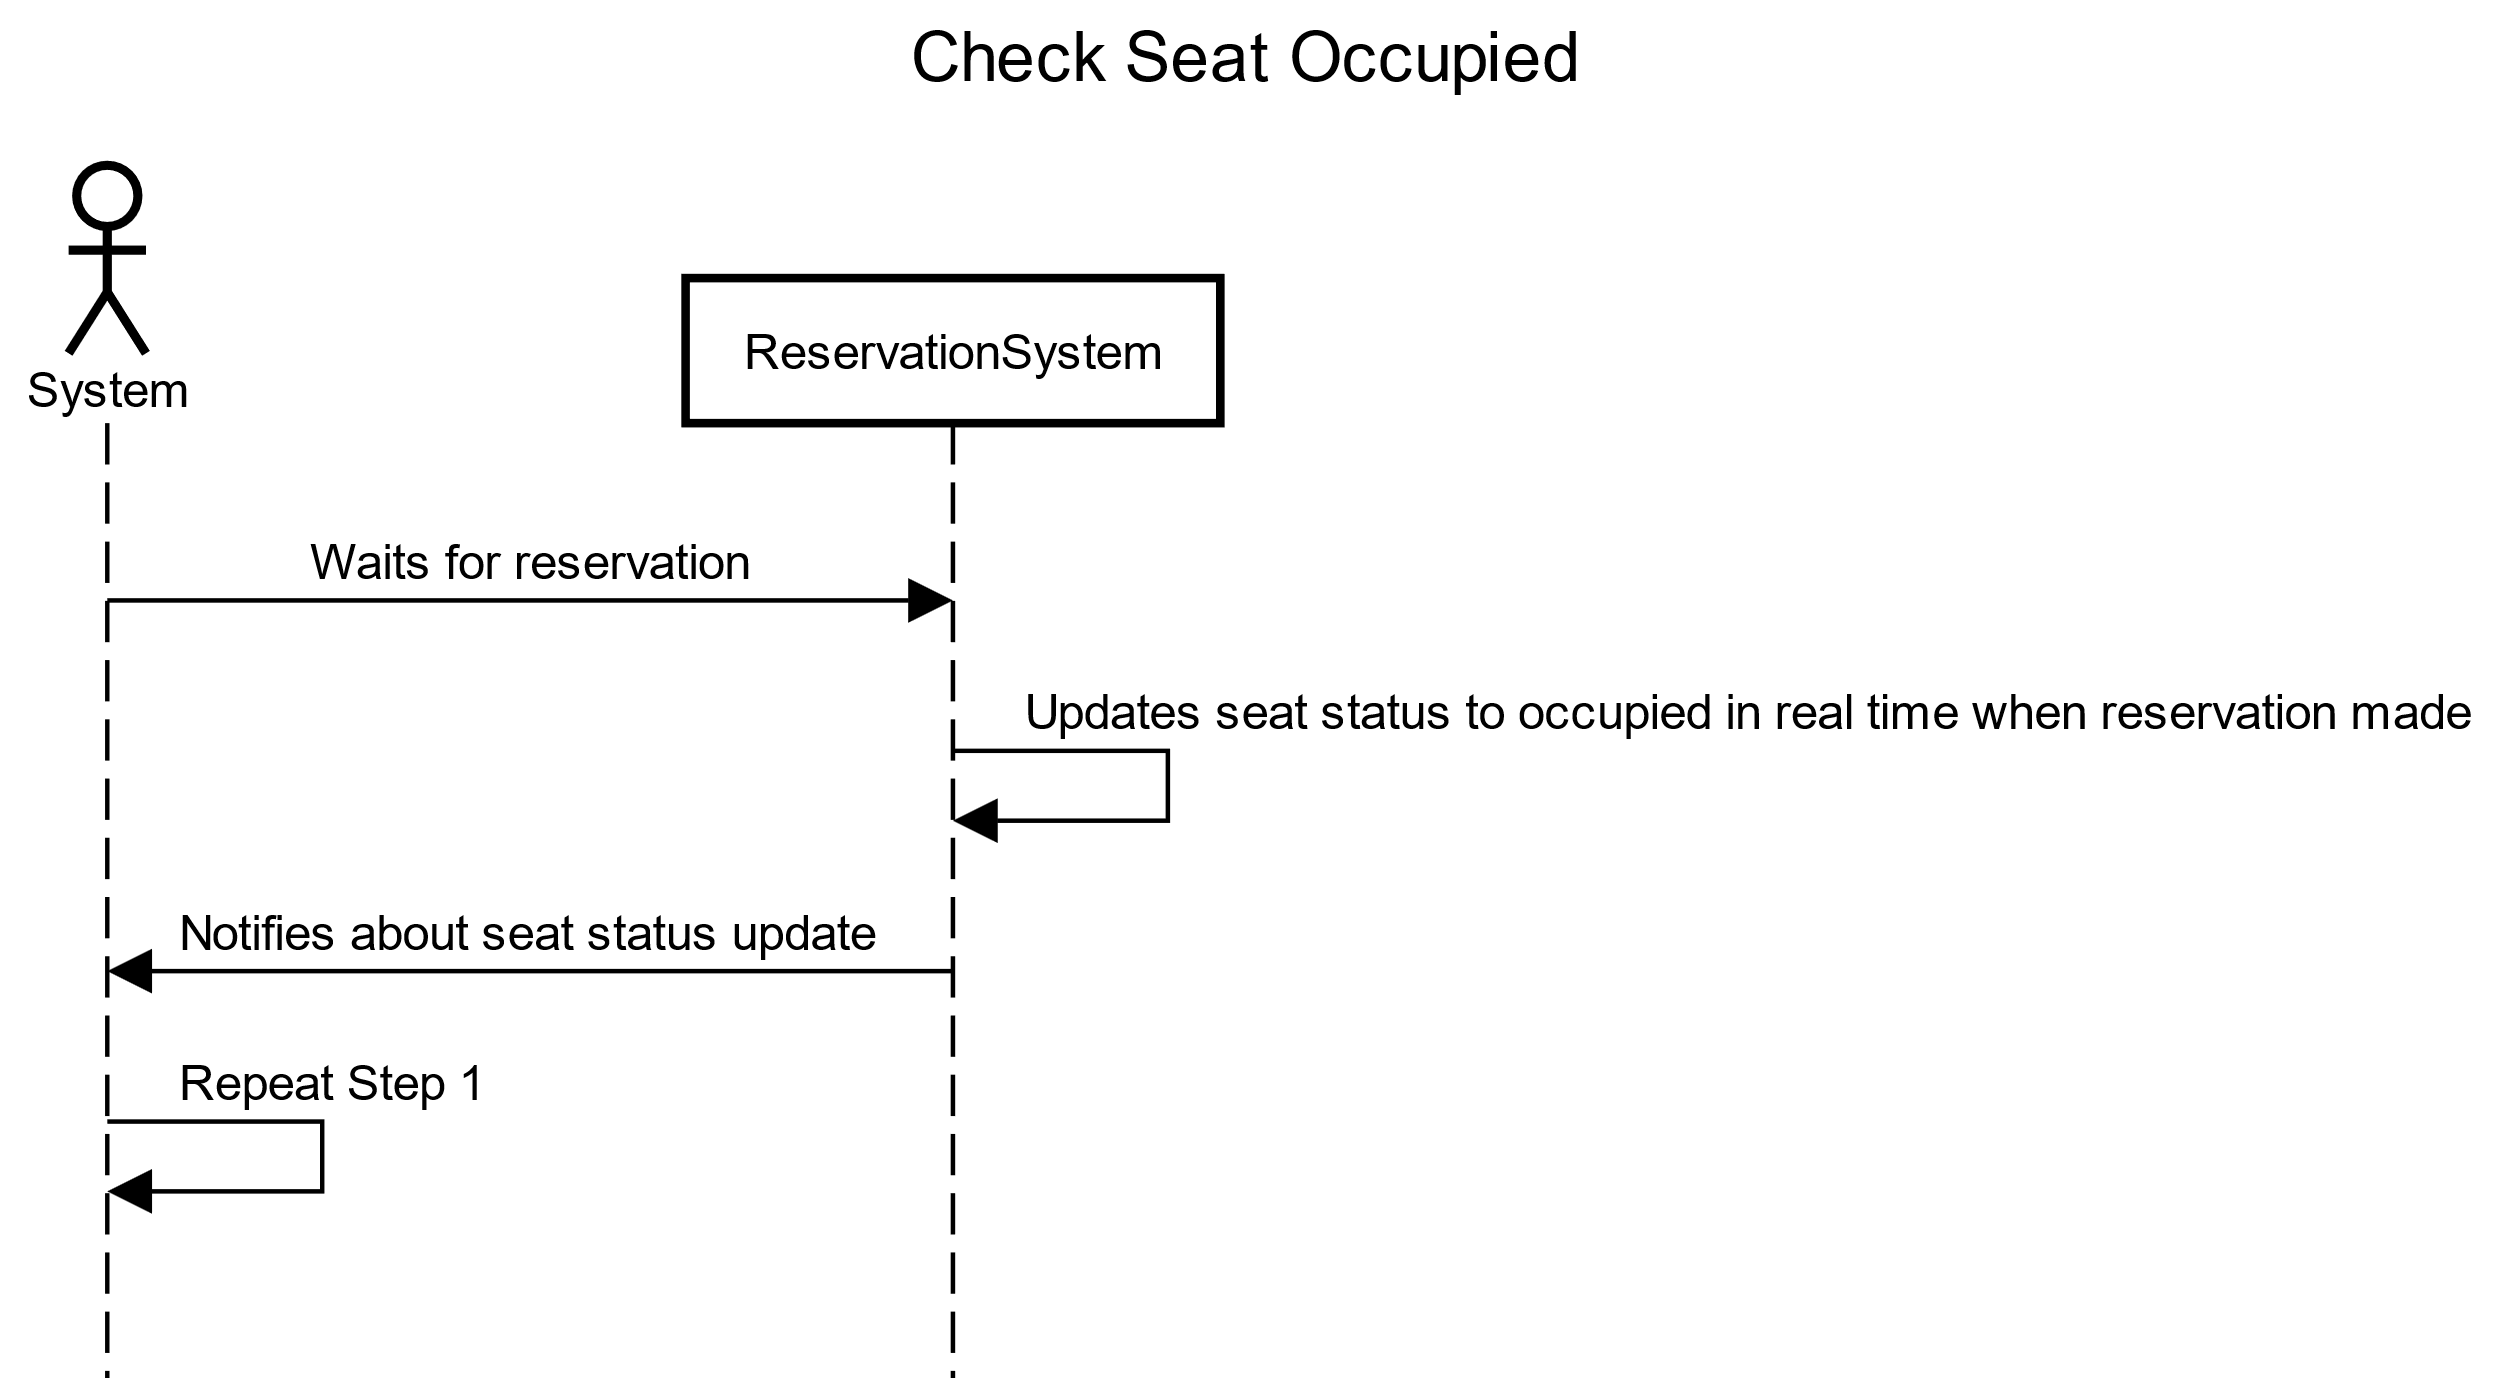 Check Seat Occupied
System
ReservationSystem
Waits for reservation
Updates seat status to occupied in real time when reservation made
Notifies about seat status update
Repeat Step 1